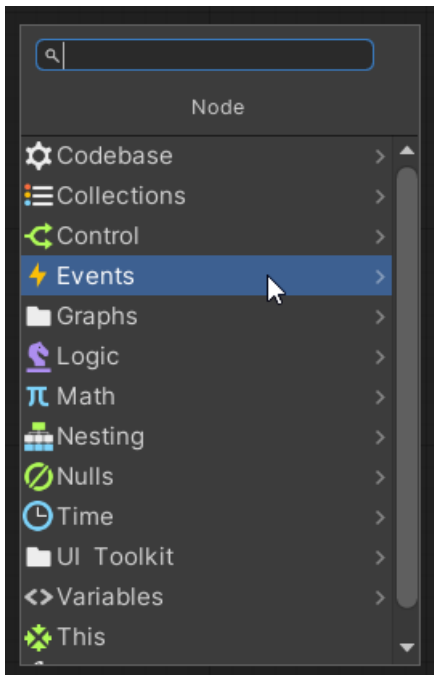 Node
Codebase
Collections
Control
Events
Graphs
Logic
Math
Nesting
Nulls
Time
UI Toolkit
Variables
This